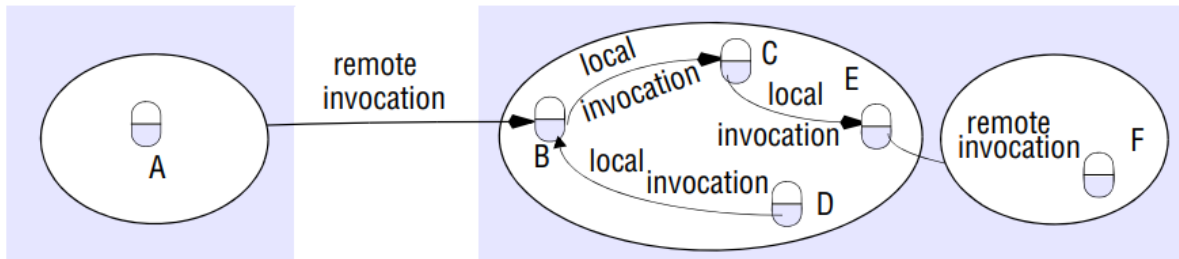 remote
invocation
A
local
invocation
C
E
local
invocation
B
local
invocation
D
remote
invocation
F